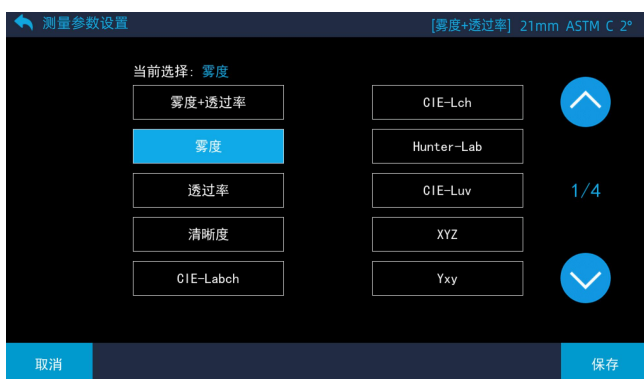 测量参数设置 [雾度+透过率] 21mm ASTM C 2°
当前选择: 雾度
雾度+透过率 CIE-Lch
雾度 Hunter-Lab
透过率 CIE-Luv 1/4
清晰度 XYZ
CIE-Labch Yxy
取消 保存